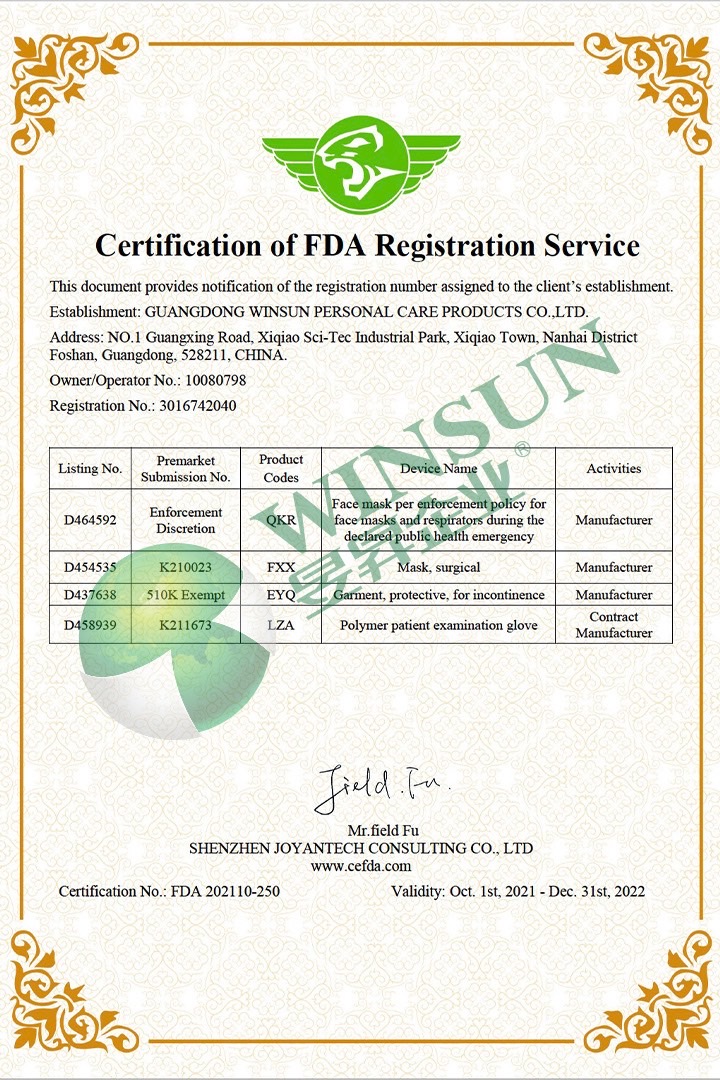 Certification of FDA Registration Service
This document provides notification of the registration number assigned to the client's establishment.
Establishment: GUANGDONG WINSUN PERSONAL CARE PRODUCTS CO.,LTD.
Address: NO.1 Guangxing Road, Xiqiao Sci-Tec Industrial Park, Xiqiao Town, Nanhai District
Foshan, Guangdong, 528211, CHINA.
Owner/Operator No.: 10080798
Registration No.: 3016742040
Listing No. Premarket Submission No. Product Codes Device Name Activities
D464592 Enforcement Discretion QKR Face mask per enforcement policy for face masks and respirators during the declared public health emergency Manufacturer
D454535 K210023 FXX Mask, surgical Manufacturer
D437638 510K Exempt EYQ Garment, protective, for incontinence Manufacturer
D458939 K211673 LZA Polymer patient examination glove Contract Manufacturer
WINSUN
®
昱升企业
Field.Fu.
Mr.field Fu
SHENZHEN JOYANTECH CONSULTING CO., LTD
www.cefda.com
Certification No.: FDA 202110-250 Validity: Oct. 1st, 2021 - Dec. 31st, 2022